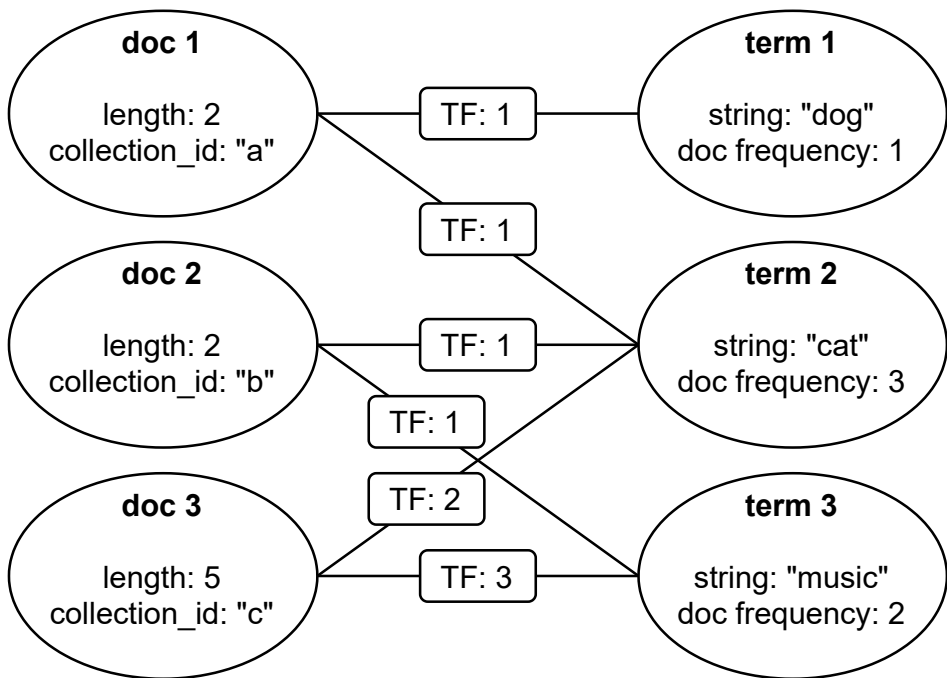 doc 1
length: 2
collection_id: "a"
TF: 1
term 1
string: "dog"
doc frequency: 1
TF: 1
doc 2
length: 2
collection_id: "b"
TF: 1
term 2
string: "cat"
doc frequency: 3
TF: 1
TF: 2
doc 3
length: 5
collection_id: "c"
TF: 3
term 3
string: "music"
doc frequency: 2